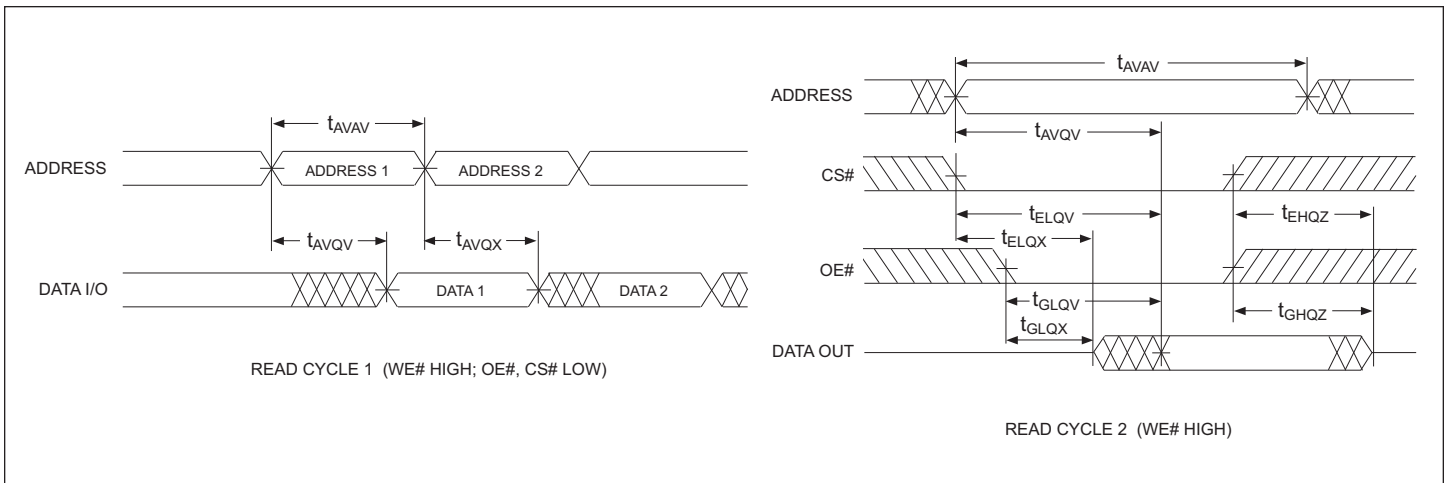 tAVAV
ADDRESS
ADDRESS 1
ADDRESS 2
tAVQV
tAVQX
DATA I/O
DATA 1
DATA 2
READ CYCLE 1 (WE# HIGH; OE#, CS# LOW)
tAVAV
ADDRESS
tAVQV
CS#
tELQV
tEHQZ
tELQX
OE#
tGLQV
tGHQZ
tGLQX
DATA OUT
READ CYCLE 2 (WE# HIGH)